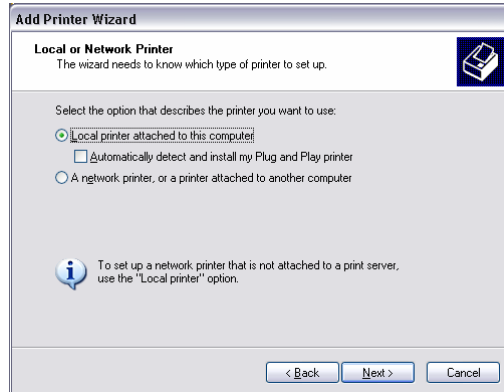 Add Printer Wizard
Local or Network Printer
The wizard needs to know which type of printer to set up.
Select the option that describes the printer you want to use:
Local printer attached to this computer
Automatically detect and install my Plug and Play printer
A network printer, or a printer attached to another computer
To set up a network printer that is not attached to a print server,
use the "Local printer" option.
< Back
Next >
Cancel